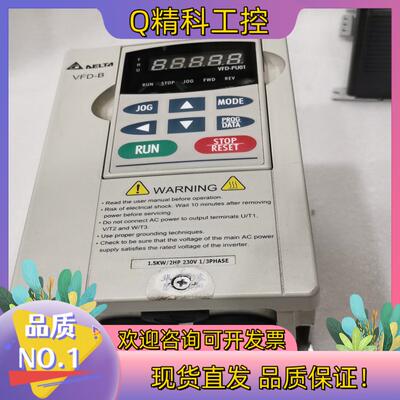 Q精科工控
DELTA
VFD-B
F
H
U
VFD-PU01
RUN STOP JOG FWD REV
JOG
MODE
PROG
DATA
RUN
STOP
RESET
WARNING
Read the user manual before operation.
Risk of electrical shock. Wait 10 minutes after removing
power before servicing.
Do not connect AC power to output terminals U/T1,
V/T2 and W/T3.
Use proper grounding techniques.
Check to be sure that the voltage of the main AC power
supply satisfies the rated voltage of the inverter.
1.5KW/2HP 230V 1/3PHASE
品质
NO.1
欢迎咨询可开发票
现货直发 品质保证!